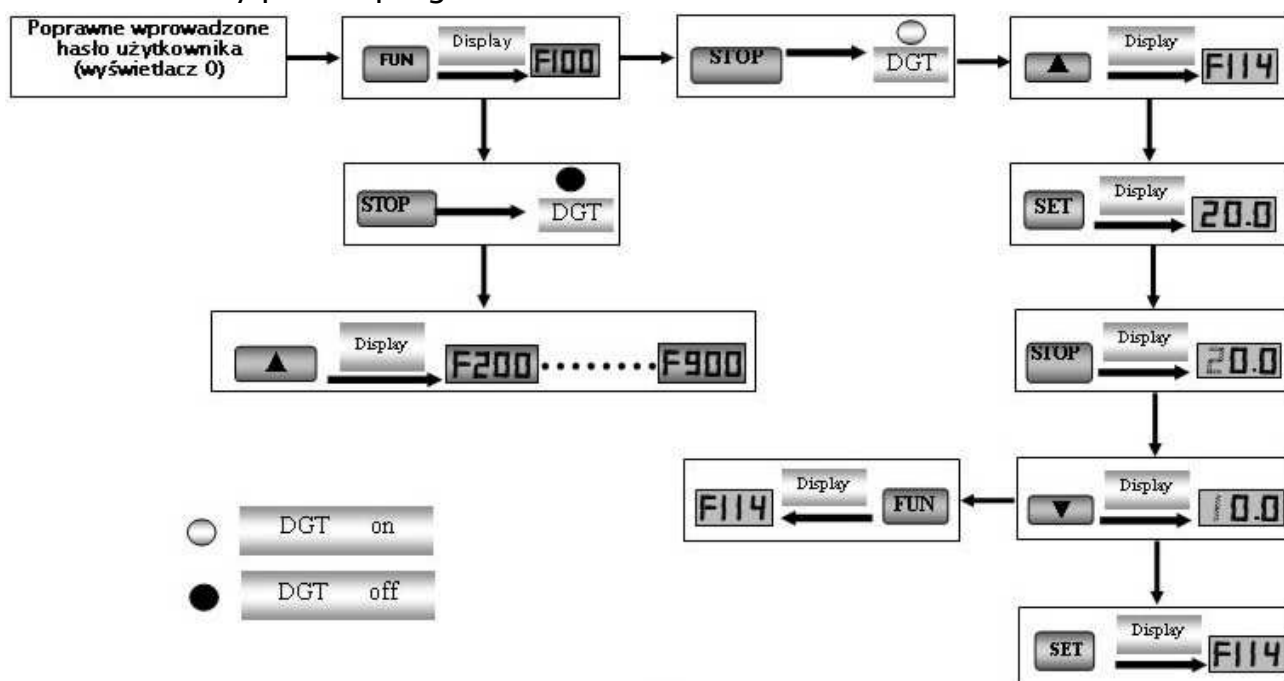 Poprawne wprowadzone
hasło użytkownika
(wyświetlacz 0)
FUN Display F100
STOP DGT
▲ Display F114
STOP DGT
SET Display 20.0
▲ Display F200 ········ F900
STOP Display 20.0
F114 Display FUN
▼ Display 10.0
DGT on
DGT off
SET Display F114